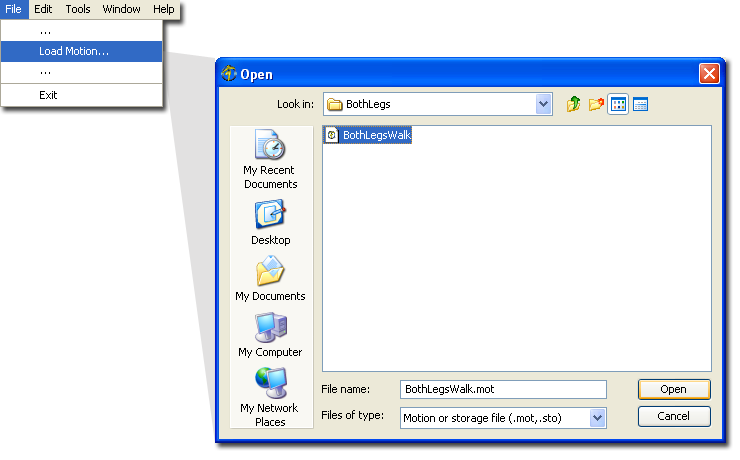 File Edit Tools Window Help
...
Load Motion...
...
Exit
Open
Look in: BothLegs
BothLegsWalk
My Recent
Documents
Desktop
My Documents
My Computer
My Network
Places
File name: BothLegsWalk.mot
Open
Files of type: Motion or storage file (.mot,.sto)
Cancel